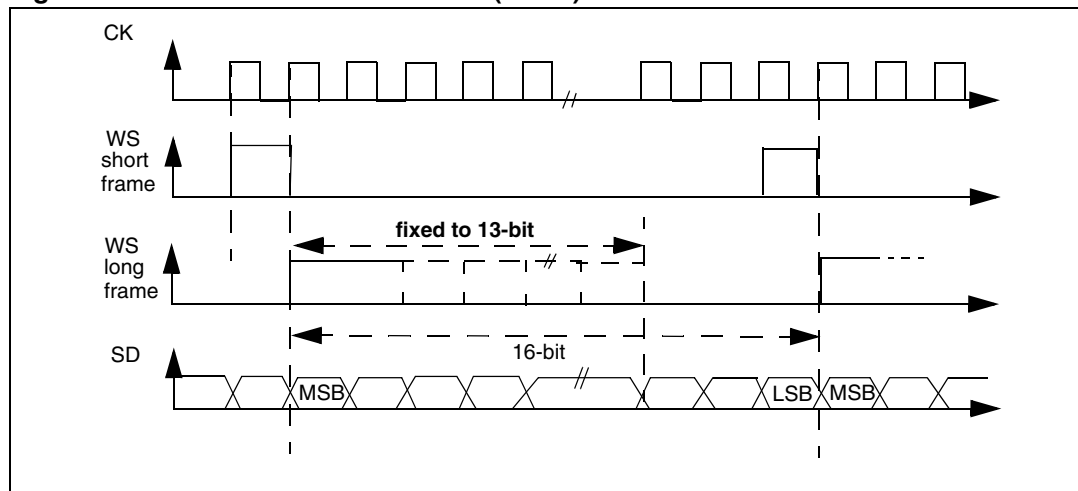 CK
WS
short
frame
fixed to 13-bit
WS
long
frame
16-bit
SD
MSB
LSB
MSB